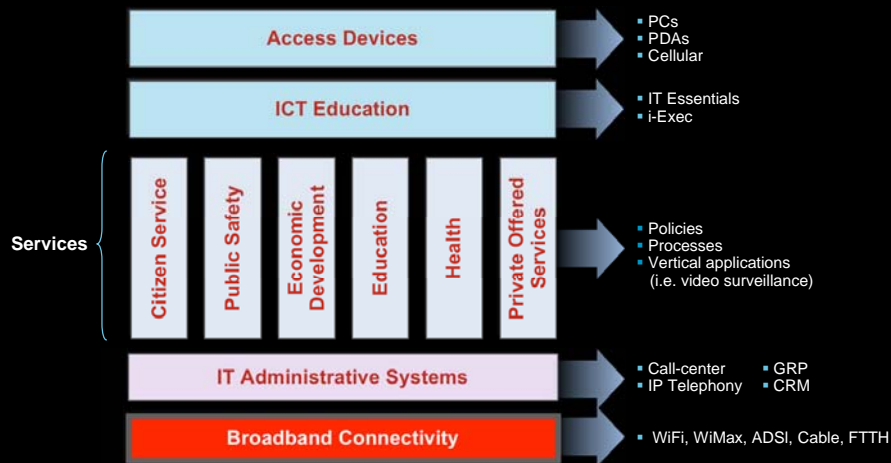 Access Devices
▪ PCs
▪ PDAs
▪ Cellular
ICT Education
▪ IT Essentials
▪ i-Exec
Services
Citizen Service
Public Safety
Economic
Development
Education
Health
Private Offered
Services
▪ Policies
▪ Processes
▪ Vertical applications
(i.e. video surveillance)
IT Administrative Systems
▪ Call-center ▪ GRP
▪ IP Telephony ▪ CRM
Broadband Connectivity
▪ WiFi, WiMax, ADSl, Cable, FTTH